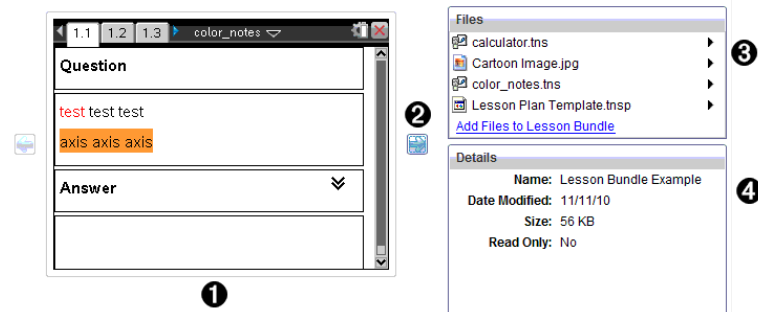 1.1 1.2 1.3 color_notes
Question
test test test
axis axis axis
Answer
1
2
Files
calculator.tns
Cartoon Image.jpg
color_notes.tns
Lesson Plan Template.tnsp
Add Files to Lesson Bundle
3
Details
Name: Lesson Bundle Example
Date Modified: 11/11/10
Size: 56 KB
Read Only: No
4